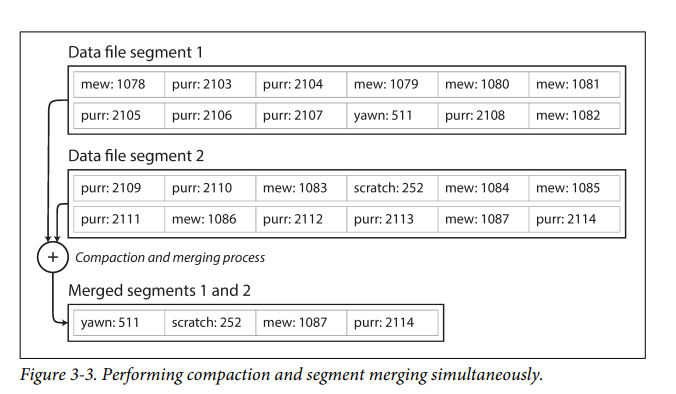 Data file segment 1
mew: 1078 purr: 2103 purr: 2104 mew: 1079 mew: 1080 mew: 1081
purr: 2105 purr: 2106 purr: 2107 yawn: 511 purr: 2108 mew: 1082
Data file segment 2
purr: 2109 purr: 2110 mew: 1083 scratch: 252 mew: 1084 mew: 1085
purr: 2111 mew: 1086 purr: 2112 purr: 2113 mew: 1087 purr: 2114
+ Compaction and merging process
Merged segments 1 and 2
yawn: 511 scratch: 252 mew: 1087 purr: 2114
Figure 3-3. Performing compaction and segment merging simultaneously.